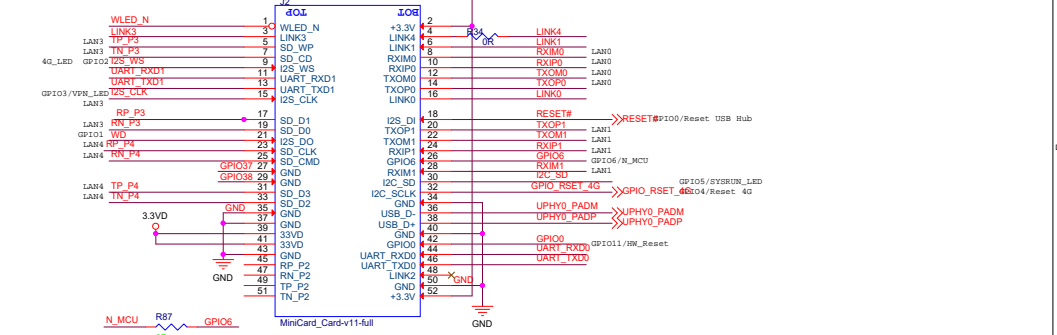 J2
TOP BOT
WLED_N 1 WLED_N +3.3V 2
LINK3 3 LINK3 LINK4 4 R34 0R LINK4
LAN3 TP_P3 5 SD_WP LINK1 6 LINK1
LAN3 TN_P3 7 SD_CD RXIM0 8 RXIM0 LAN0
4G_LED GPIO2 I2S_WS 9 I2S_WS RXIP0 10 RXIP0 LAN0
UART_RXD1 11 UART_RXD1 TXOM0 12 TXOM0 LAN0
UART_TXD1 13 UART_TXD1 TXOP0 14 TXOP0 LAN0
GPIO3/VPN_LED I2S_CLK 15 I2S_CLK LINK0 16 LINK0
LAN3
RP_P3 17 SD_D1 I2S_DI 18 RESET# RESET# GPIO0/Reset USB Hub
LAN3 RN_P3 19 SD_D0 TXOP1 20 TXOP1 LAN1
GPIO1 WD 21 I2S_DO TXOM1 22 TXOM1 LAN1
LAN4 RP_P4 23 SD_CLK RXIP1 24 RXIP1 LAN1
LAN4 RN_P4 25 SD_CMD GPIO6 26 GPIO6 GPIO6/N_MCU
GPIO37 27 GND RXIM1 28 RXIM1 LAN1
GPIO38 29 GND I2C_SD 30 I2C_SD GPIO5/SYSRUN_LED
LAN4 TP_P4 31 SD_D3 I2C_SCLK 32 GPIO_RSET_4G GPIO_RSET_4G GPIO4/Reset 4G
LAN4 TN_P4 33 SD_D2 GND 34
GND 35 GND USB_D- 36 UPHY0_PADM UPHY0_PADM
3.3VD 37 GND USB_D+ 38 UPHY0_PADP UPHY0_PADP
39 33VD GND 40
41 33VD GPIO0 42 GPIO0 GPIO11/HW_Reset
43 GND UART_RXD0 44 UART_RXD0
45 RP_P2 UART_TXD0 46 UART_TXD0
47 RN_P2 LINK2 48
GND 49 TP_P2 GND 50 GND
51 TN_P2 +3.3V 52
N_MCU R87 GPIO6 MiniCard_Card-v11-full GND